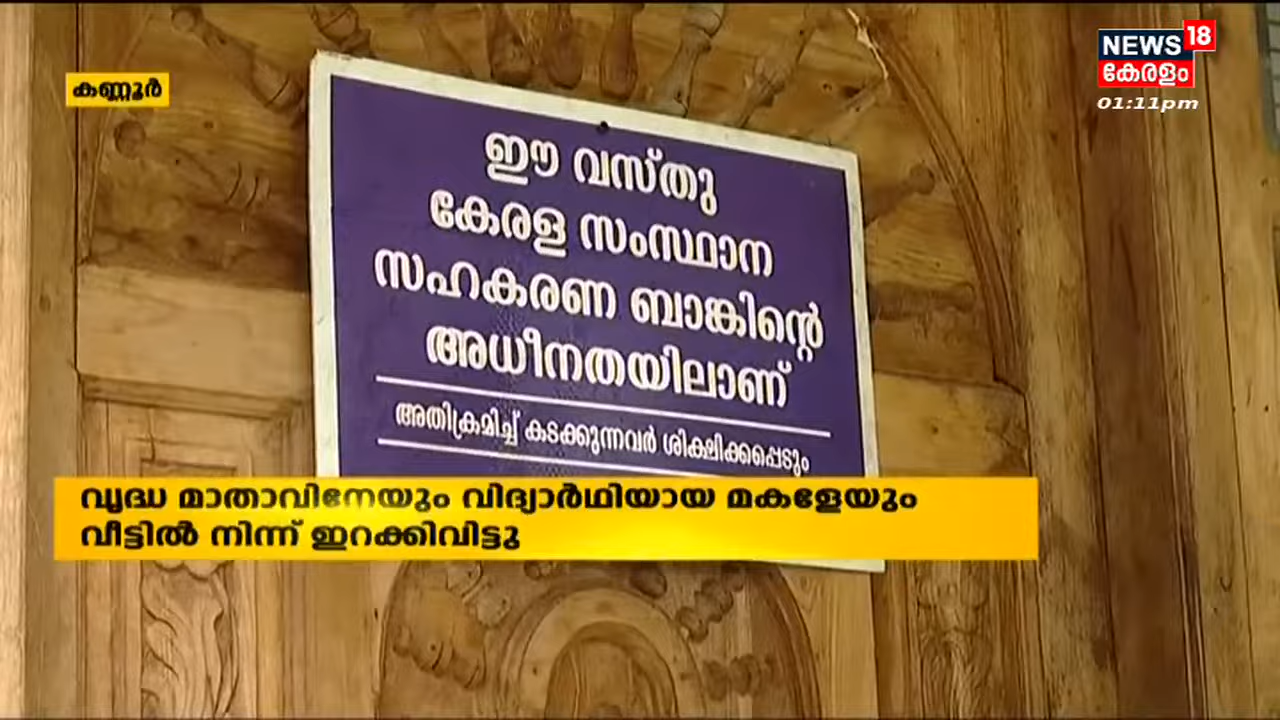 NEWS 18
കേരളം
01:11pm
കണ്ണൂർ
ഈ വസ്തു
കേരള സംസ്ഥാന
സഹകരണ ബാങ്കിന്റെ
അധീനതയിലാണ്
അതിക്രമിച്ച് കടക്കുന്നവർ ശിക്ഷിക്കപ്പെടും
വൃദ്ധ മാതാവിനേയും വിദ്യാർഥിയായ മകളേയും
വീട്ടിൽ നിന്ന് ഇറക്കിവിട്ടു